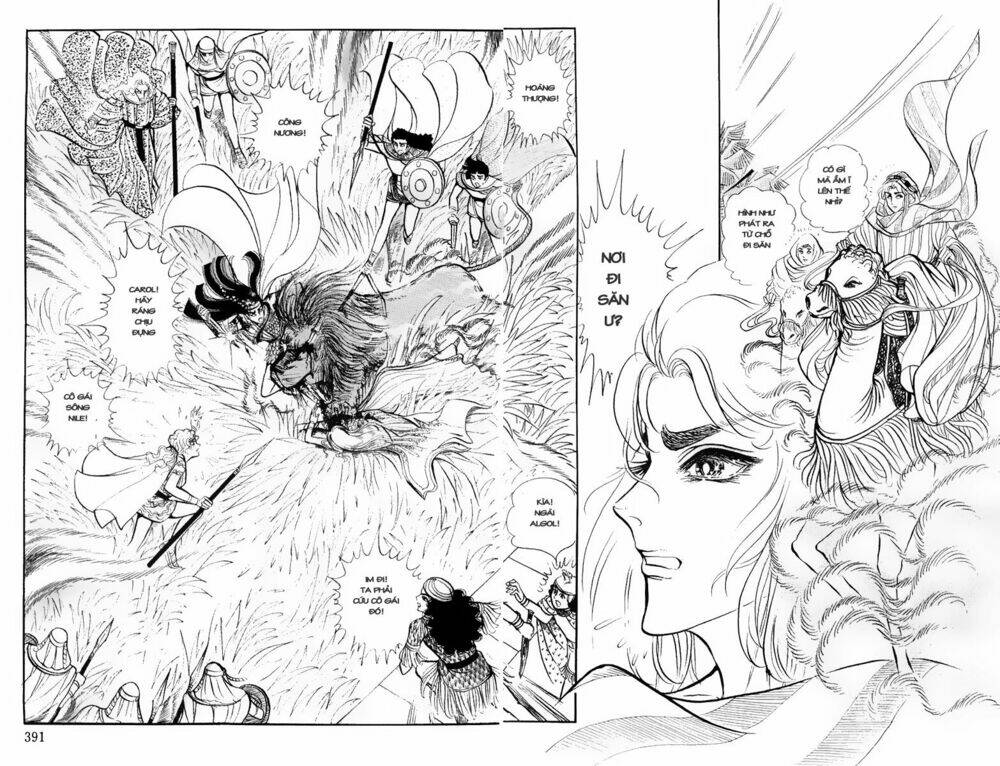 HOÀNG
THƯỢNG!
CÔNG
NƯƠNG!
CAROL!
HÃY
RÁNG
CHỊU
ĐỰNG
CÔ GÁI
SÔNG
NILE!
KÌA!
NGÀI
ALGOL!
IM ĐI!
TA PHẢI
CỨU CÔ GÁI
ĐÓ!
CÓ GÌ
MÀ ẦM Ĩ
LÊN THẾ
NHỈ?
HÌNH NHƯ
PHÁT RA
TỪ CHỖ
ĐI SĂN
NƠI
ĐI
SĂN
Ư?
391